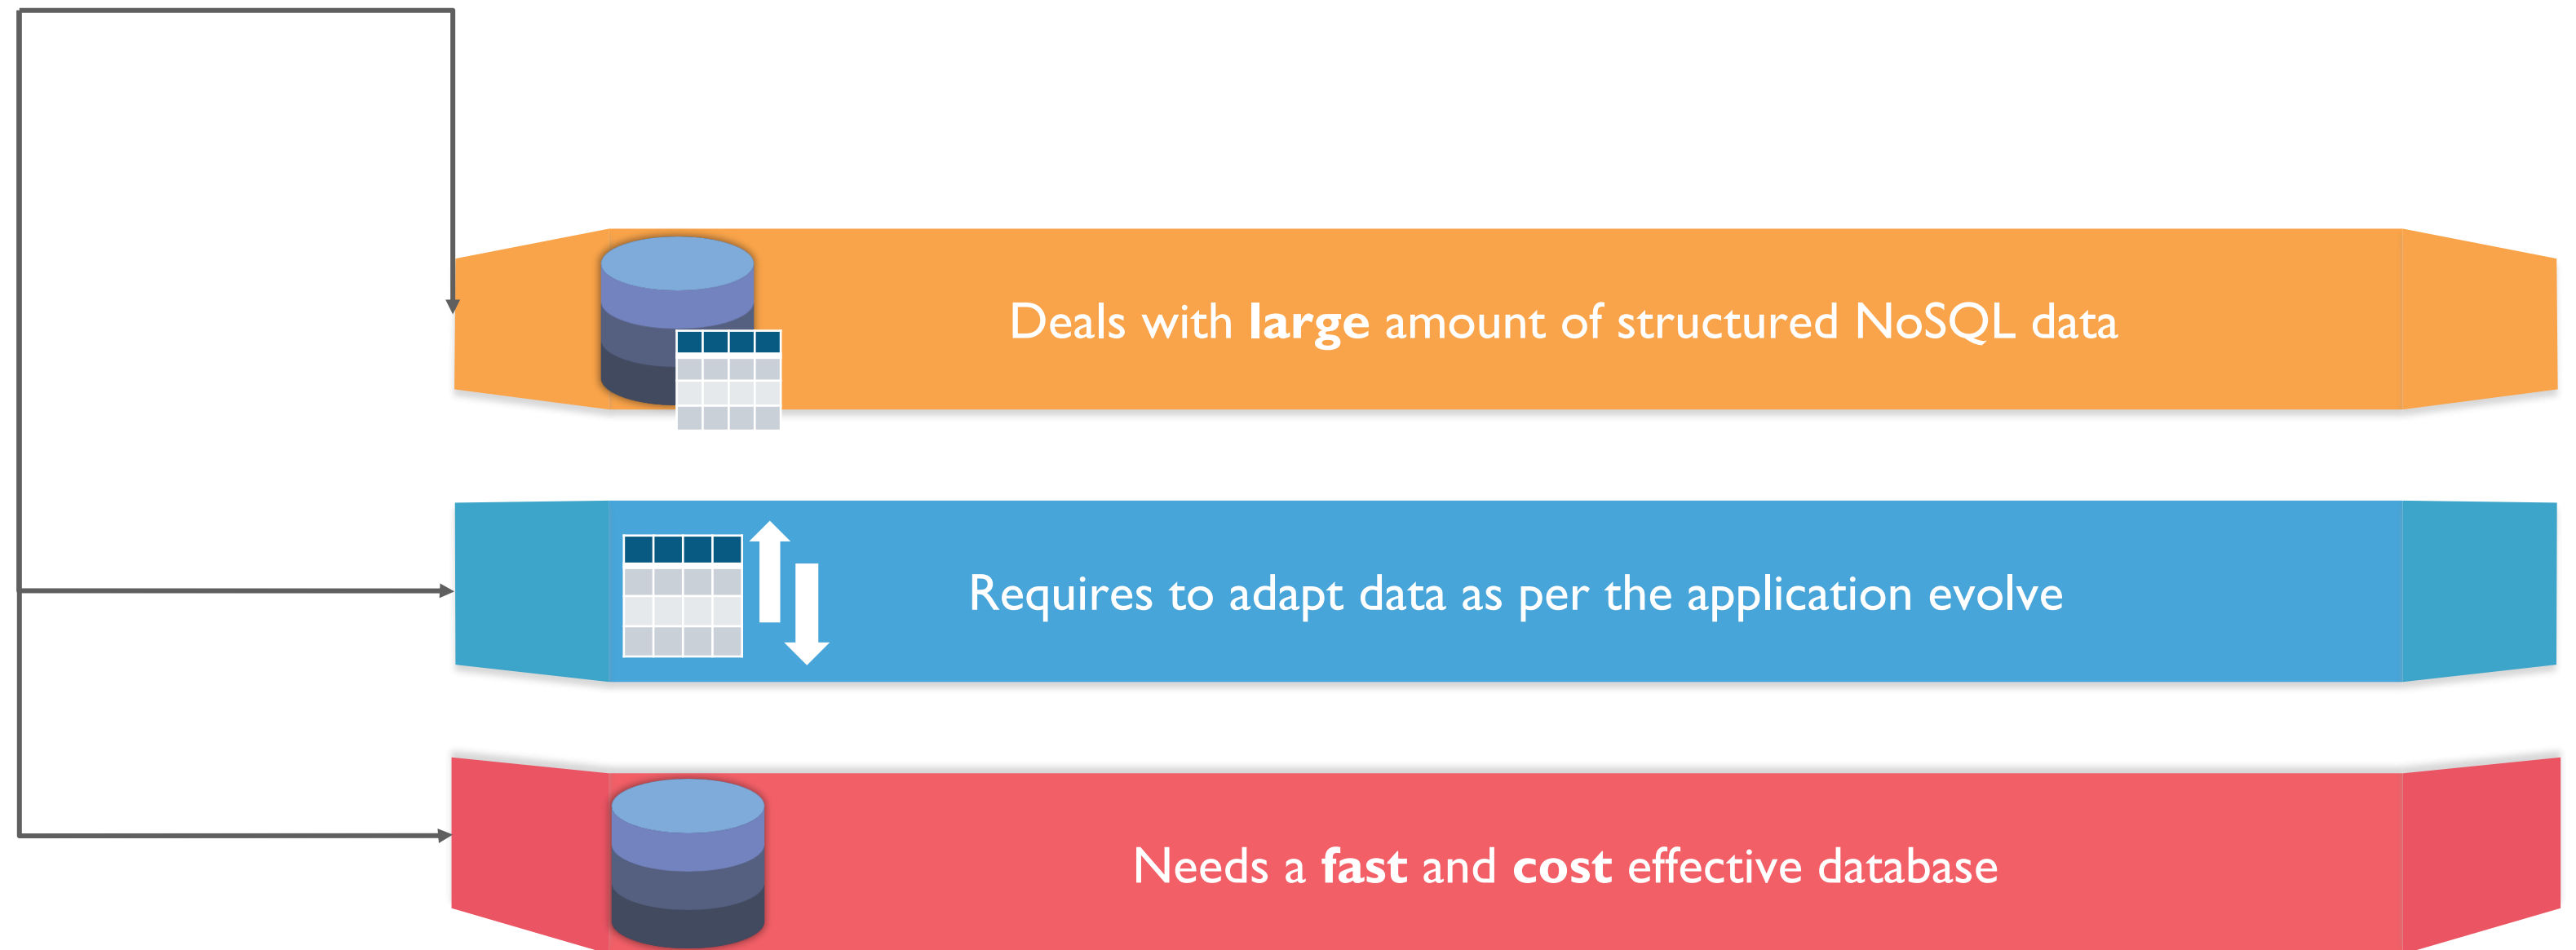 Deals with large amount of structured NoSQL data
Requires to adapt data as per the application evolve
Needs a fast and cost effective database